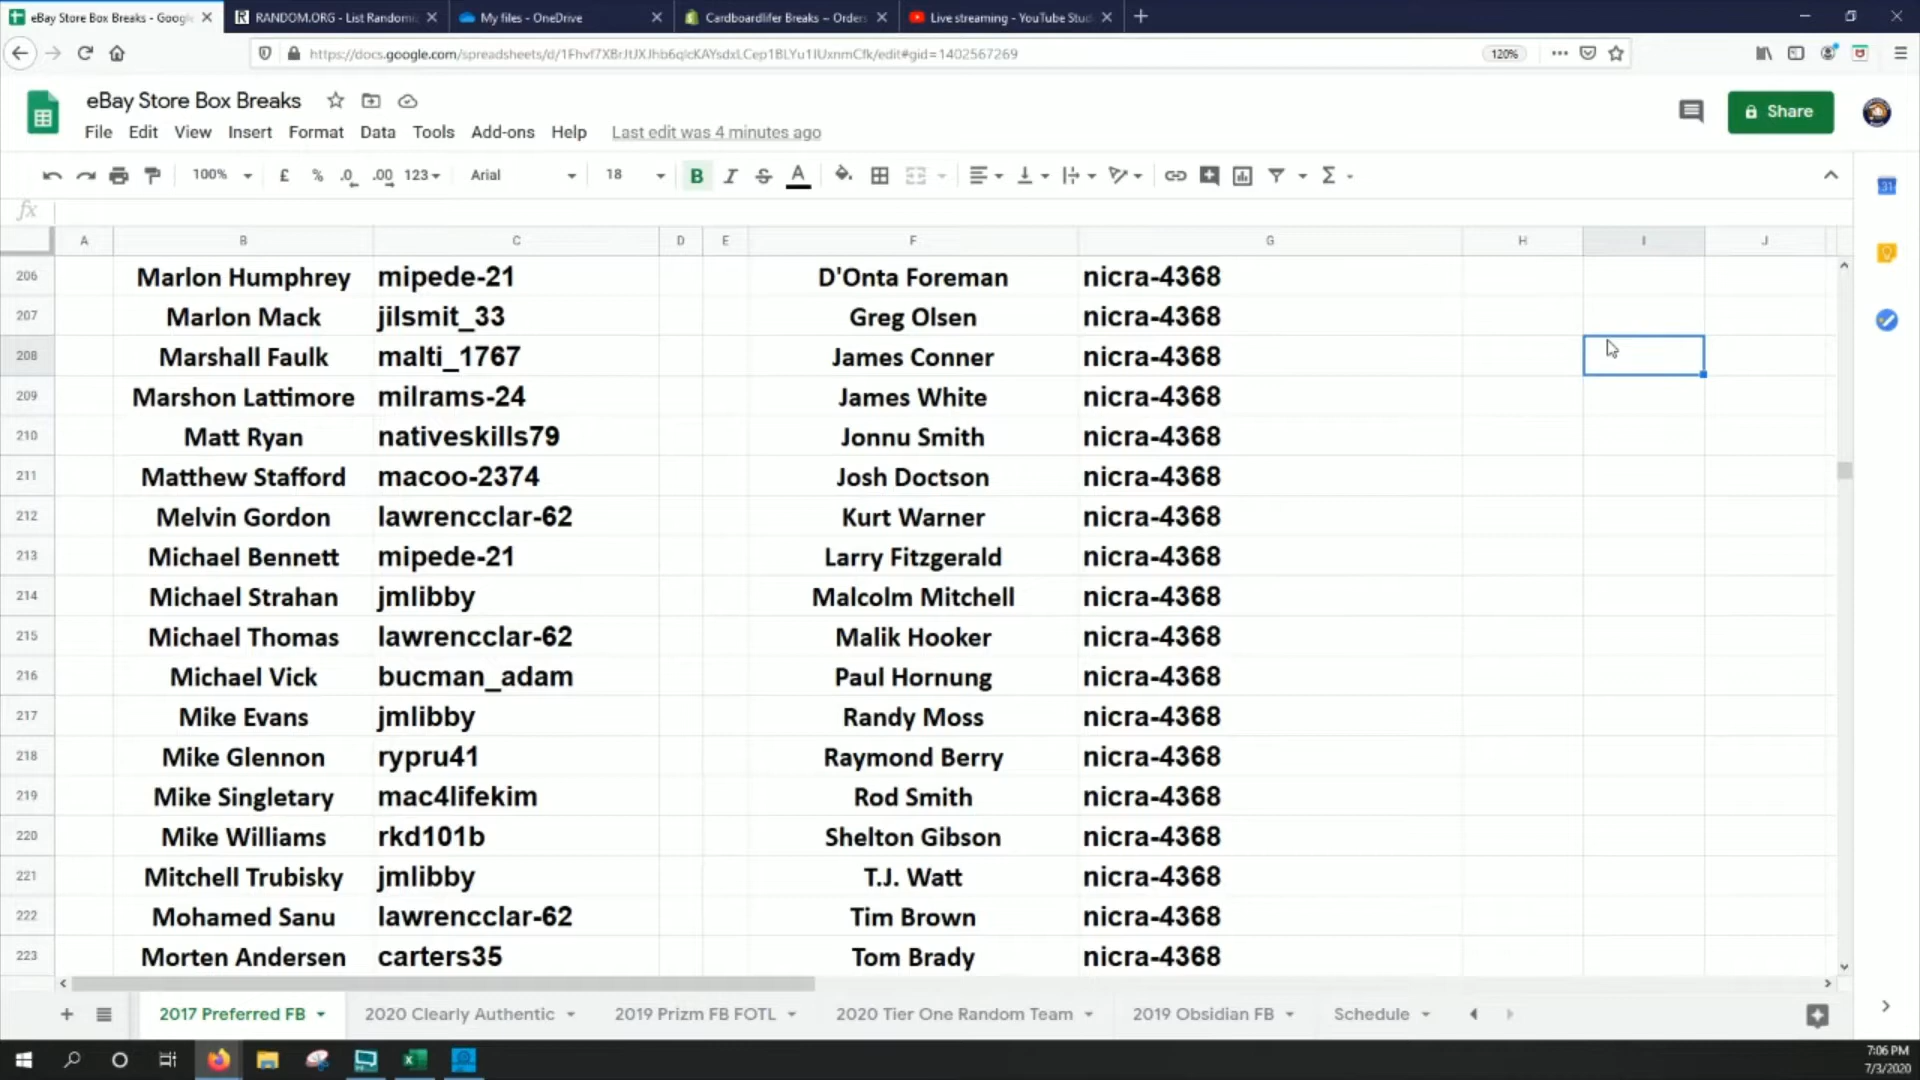 eBay Store Box Breaks - Google
RANDOM.ORG - List Randomi
My files - OneDrive
Cardboardlifer Breaks ~ Orders
Live streaming - YouTube Stud
120%
eBay Store Box Breaks
Share
File Edit View Insert Format Data Tools Add-ons Help Last edit was 4 minutes ago
100% £ % .0 .00 123 Arial 18 B I S A Σ
fx
A B C D E F G H I J
206 Marlon Humphrey mipede-21 D'Onta Foreman nicra-4368
207 Marlon Mack jilsmit_33 Greg Olsen nicra-4368
208 Marshall Faulk malti_1767 James Conner nicra-4368
209 Marshon Lattimore milrams-24 James White nicra-4368
210 Matt Ryan nativeskills79 Jonnu Smith nicra-4368
211 Matthew Stafford macoo-2374 Josh Doctson nicra-4368
212 Melvin Gordon lawrencclar-62 Kurt Warner nicra-4368
213 Michael Bennett mipede-21 Larry Fitzgerald nicra-4368
214 Michael Strahan jmlibby Malcolm Mitchell nicra-4368
215 Michael Thomas lawrencclar-62 Malik Hooker nicra-4368
216 Michael Vick bucman_adam Paul Hornung nicra-4368
217 Mike Evans jmlibby Randy Moss nicra-4368
218 Mike Glennon rypru41 Raymond Berry nicra-4368
219 Mike Singletary mac4lifekim Rod Smith nicra-4368
220 Mike Williams rkd101b Shelton Gibson nicra-4368
221 Mitchell Trubisky jmlibby T.J. Watt nicra-4368
222 Mohamed Sanu lawrencclar-62 Tim Brown nicra-4368
223 Morten Andersen carters35 Tom Brady nicra-4368
2017 Preferred FB 2020 Clearly Authentic 2019 Prizm FB FOTL 2020 Tier One Random Team 2019 Obsidian FB Schedule
7:06 PM
7/3/2020